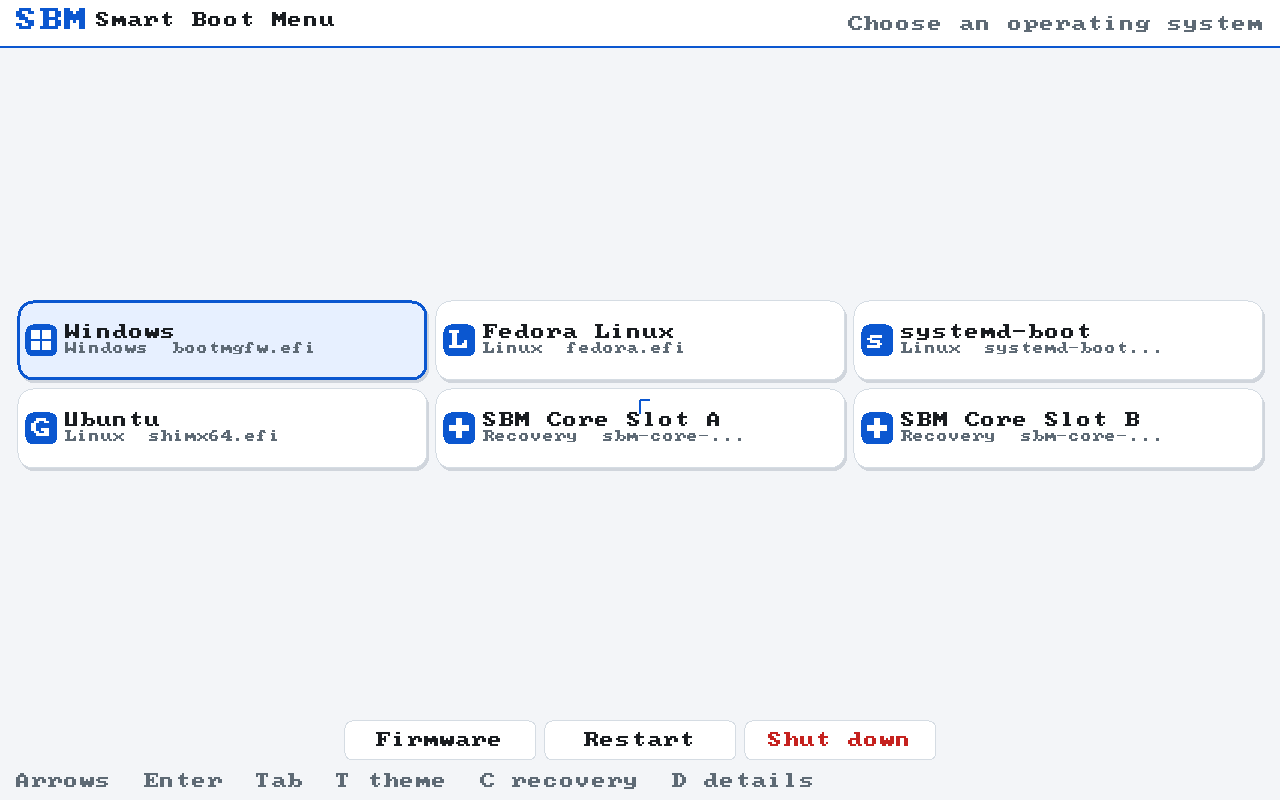 SBM Smart Boot Menu
Choose an operating system
Windows
Windows bootmgfw.efi
Fedora Linux
Linux fedora.efi
systemd-boot
Linux systemd-boot...
Ubuntu
Linux shimx64.efi
SBM Core Slot A
Recovery sbm-core-...
SBM Core Slot B
Recovery sbm-core-...
Firmware
Restart
Shut down
Arrows Enter Tab T theme C recovery D details